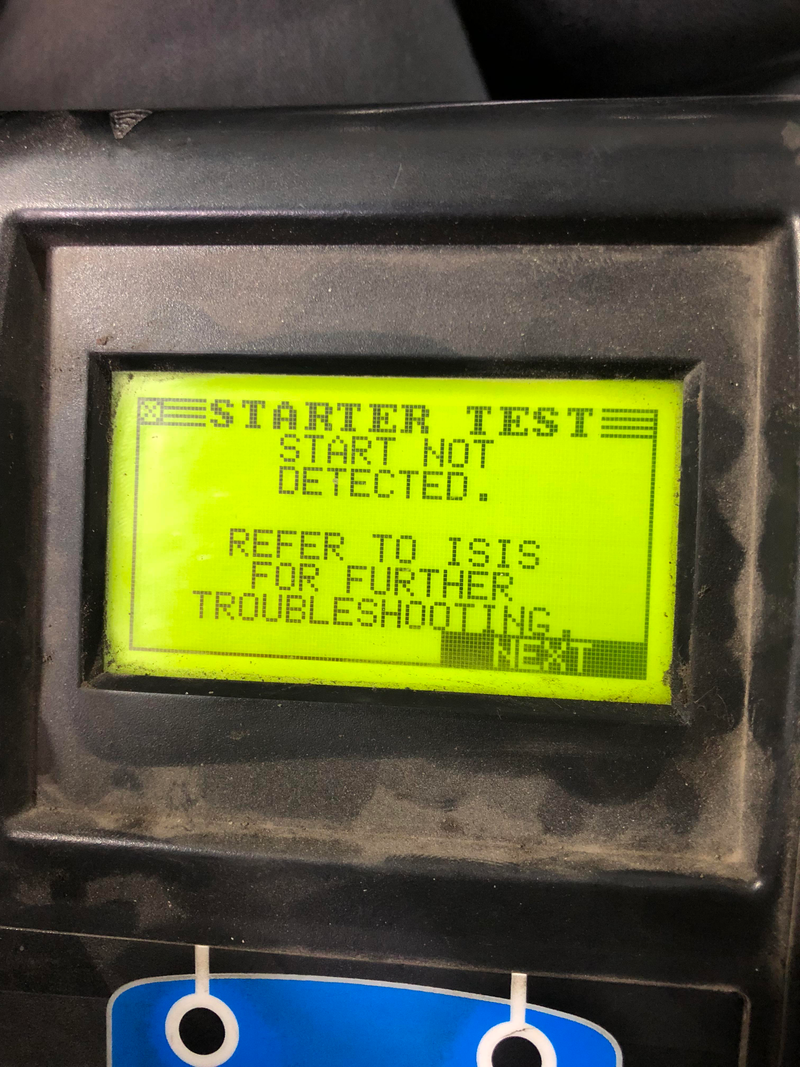 STARTER TEST
START NOT
DETECTED.
REFER TO ISIS
FOR FURTHER
TROUBLESHOOTING.
NEXT